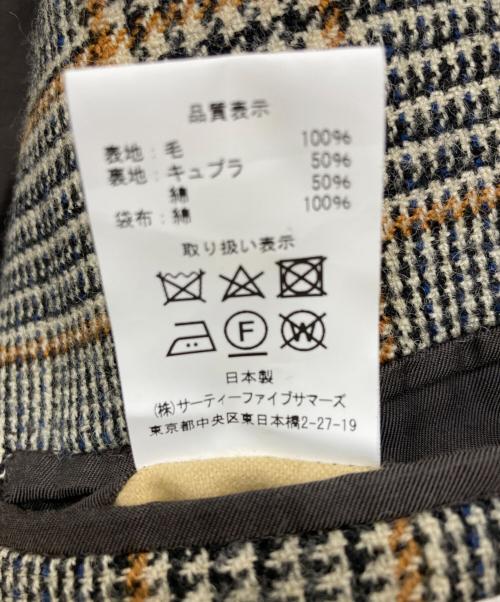 品質表示
表地：毛 100%
裏地：キュプラ 50%
綿 50%
袋布：綿 100%
取り扱い表示
F W
日本製
(株)サーティーファイブサマーズ
東京都中央区東日本橋2-27-19